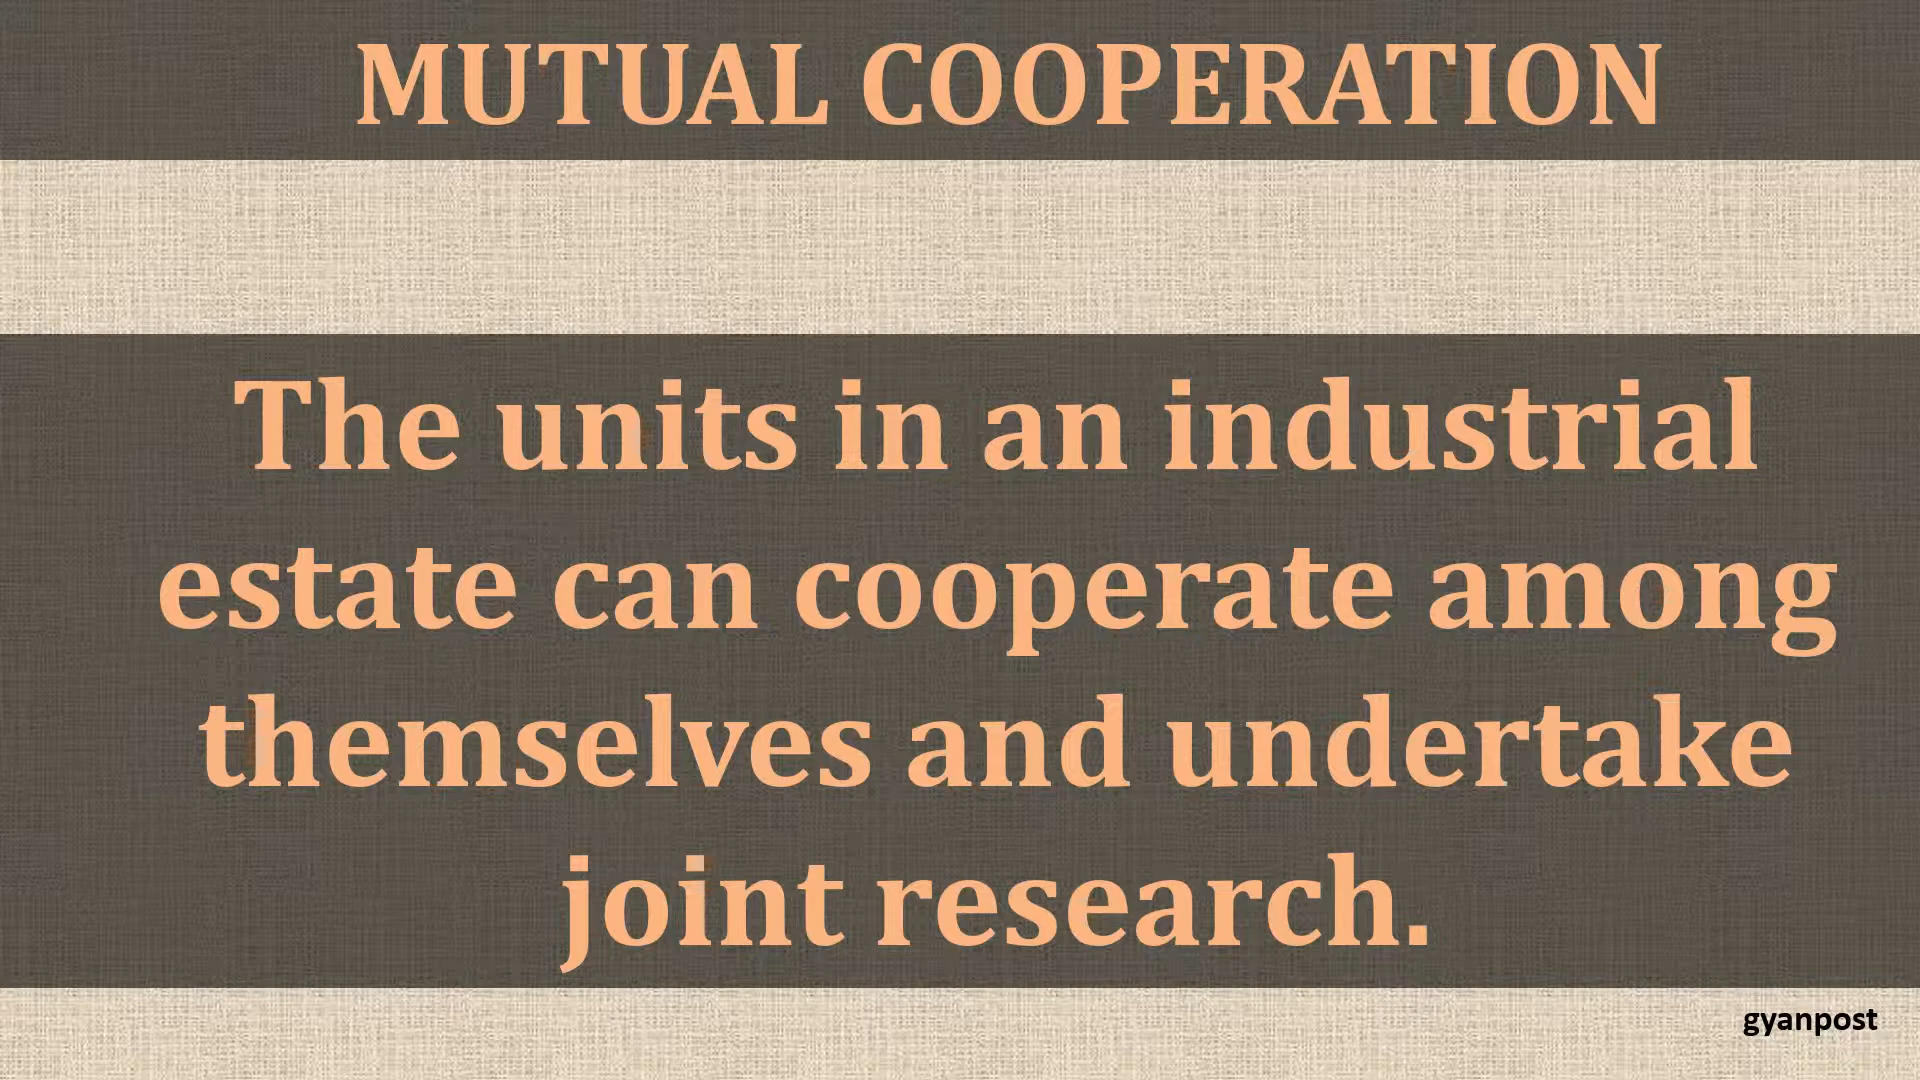 MUTUAL COOPERATION
The units in an industrial
estate can cooperate among
themselves and undertake
joint research.
gyanpost